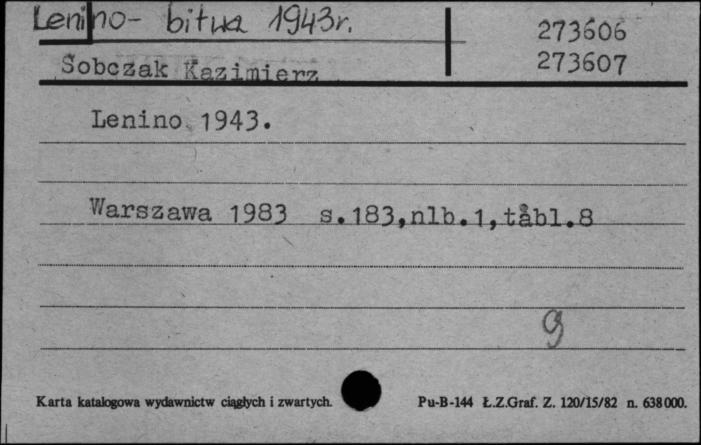 Lenino- bitwa 1943r.
273606
273607
Sobczak Kazimierz
Lenino 1943.
Warszawa 1983 s.183,nlb.1,tabl.8
g
Karta katalogowa wydawnictw ciągłych i zwartych.
Pu-B-144 Ł.Z.Graf. Z. 120/15/82 n. 638000.